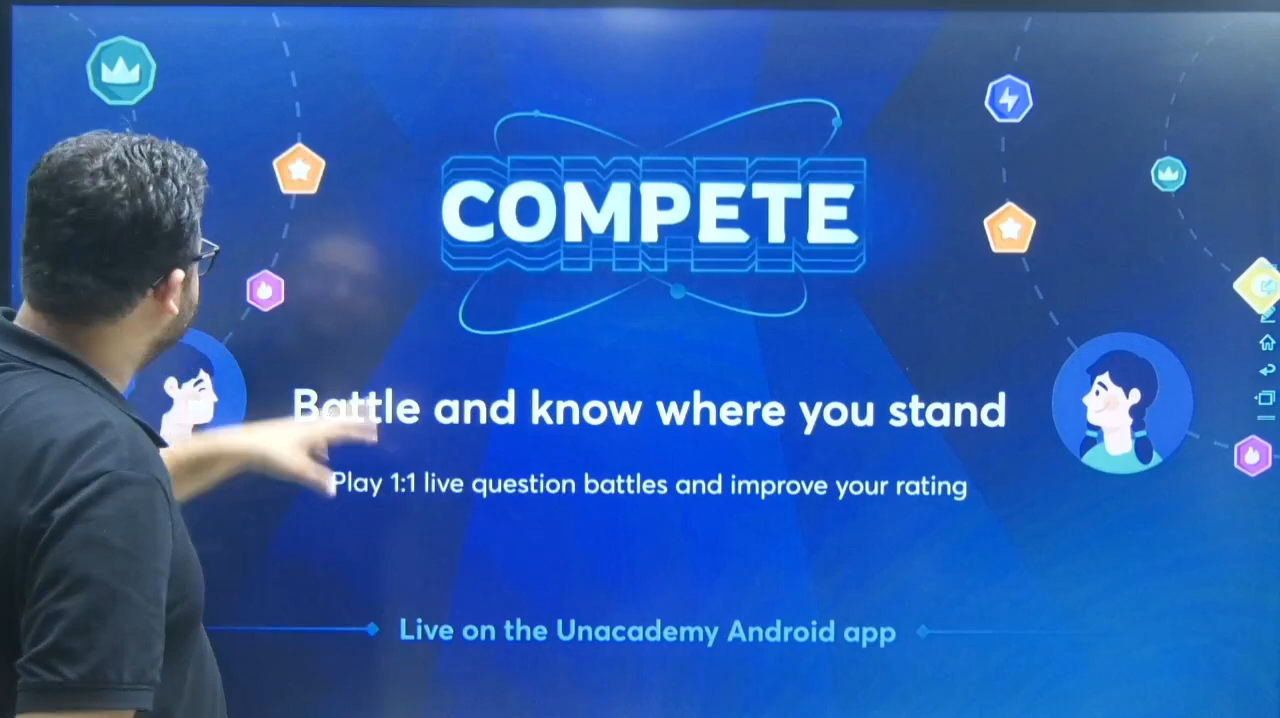 COMPETE
Battle and know where you stand
Play 1:1 live question battles and improve your rating
Live on the Unacademy Android app